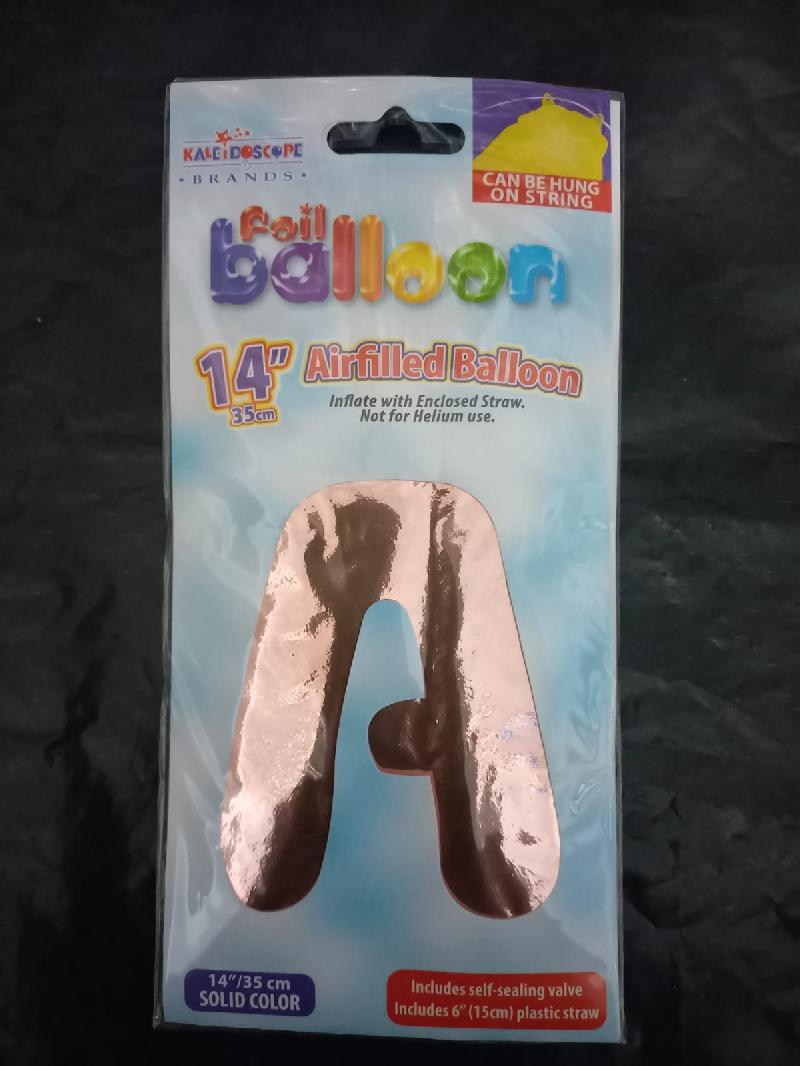 KALEIDOSCOPE
• BRANDS •
CAN BE HUNG
ON STRING
Foil
balloon
14" Airfilled Balloon
35cm
Inflate with Enclosed Straw.
Not for Helium use.
A
14"/35 cm
SOLID COLOR
Includes self-sealing valve
Includes 6" (15cm) plastic straw